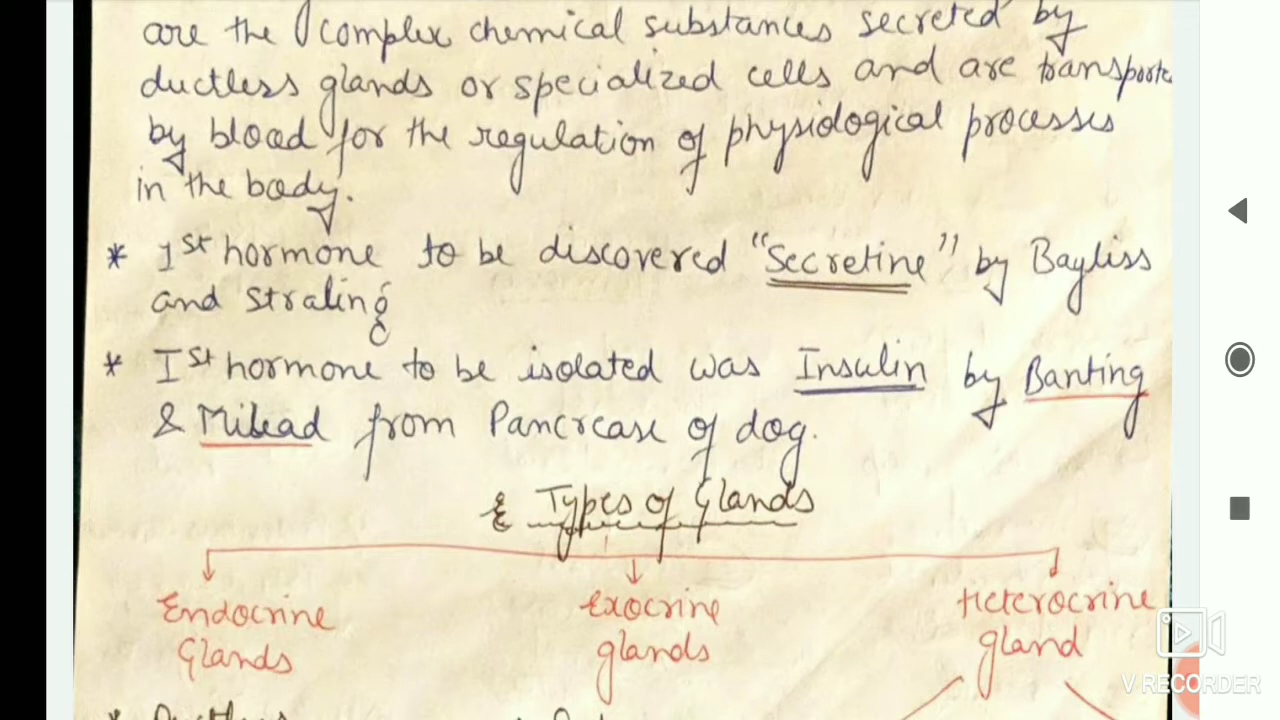 are the complex chemical substances secreted by
ductless glands or specialized cells and are transporte
by blood for the regulation of physiological processes
in the body.
* 1st hormone to be discovered "Secretine" by Bayliss
and Straling
* Ist hormone to be isolated was Insulin by Banting
& from Pancrease of dog.
Types of Glands
Endocrine Exocrine Heterocrine
Glands glands gland
* Ductless
V RECORDER